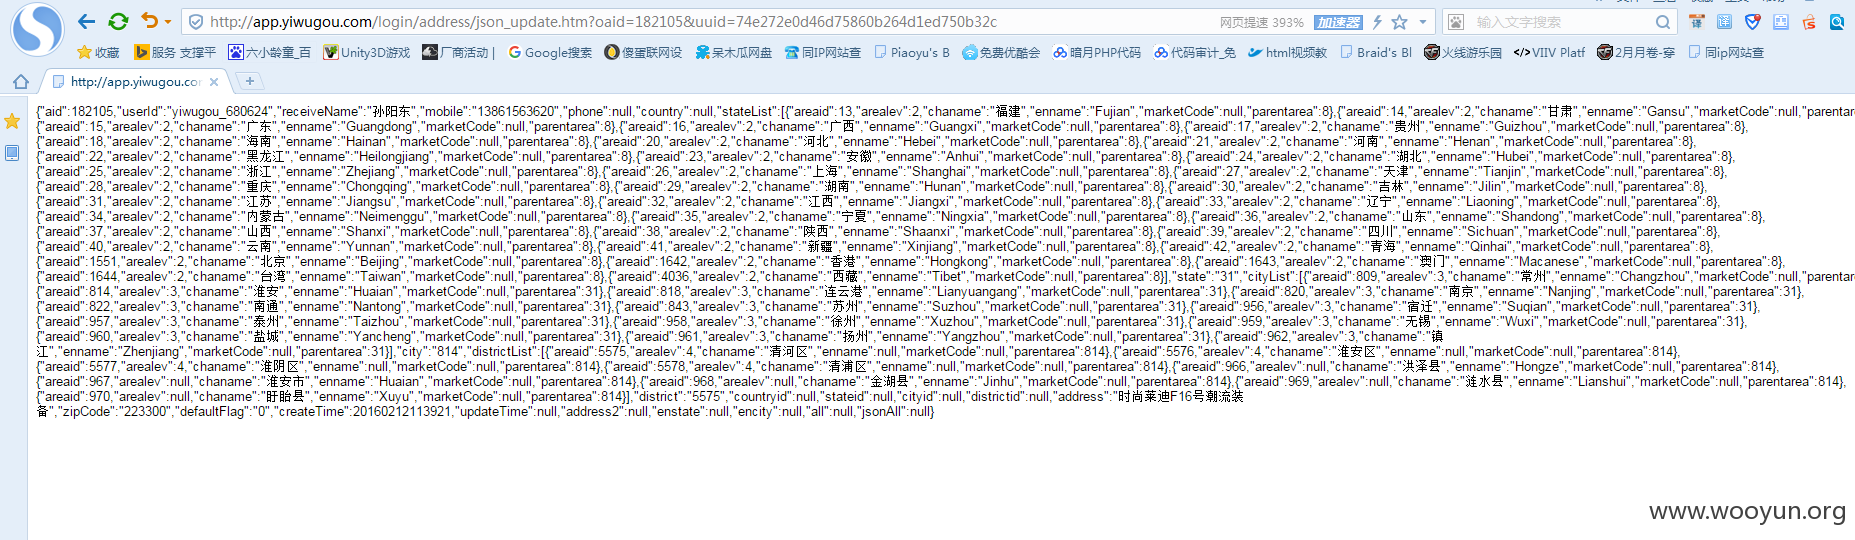 http://app.yiwugou.com/login/address/json_update.htm?oaid=182105&uuid=74e272e0d46d75860b264d1ed750b32c 网页提速 393% 加速器 输入文字搜索
收藏 服务 支撑平 六小龄童_百 Unity3D游戏 厂商活动 | Google搜索 傻蛋联网设 呆木瓜网盘 同IP网站查 Piaoyu's B 免费优酷会 暗月PHP代码 代码审计_免 html视频教 Braid's Bl 火线游乐园 VIIV Platf 2月月卷-穿 同ip网站查
http://app.yiwugou.cor
{"aid":182105,"userId":"yiwugou_680624","receiveName":"孙阳东","mobile":"13861563620","phone":null,"country":null,"stateList":[{"areaid":13,"arealev":2,"chaname":"福建","enname":"Fujian","marketCode":null,"parentarea":8},{"areaid":14,"arealev":2,"chaname":"甘肃","enname":"Gansu","marketCode":null,"parentare
{"areaid":15,"arealev":2,"chaname":"广东","enname":"Guangdong","marketCode":null,"parentarea":8},{"areaid":16,"arealev":2,"chaname":"广西","enname":"Guangxi","marketCode":null,"parentarea":8},{"areaid":17,"arealev":2,"chaname":"贵州","enname":"Guizhou","marketCode":null,"parentarea":8},
{"areaid":18,"arealev":2,"chaname":"海南","enname":"Hainan","marketCode":null,"parentarea":8},{"areaid":20,"arealev":2,"chaname":"河北","enname":"Hebei","marketCode":null,"parentarea":8},{"areaid":21,"arealev":2,"chaname":"河南","enname":"Henan","marketCode":null,"parentarea":8},
{"areaid":22,"arealev":2,"chaname":"黑龙江","enname":"Heilongjiang","marketCode":null,"parentarea":8},{"areaid":23,"arealev":2,"chaname":"安徽","enname":"Anhui","marketCode":null,"parentarea":8},{"areaid":24,"arealev":2,"chaname":"湖北","enname":"Hubei","marketCode":null,"parentarea":8},
{"areaid":25,"arealev":2,"chaname":"浙江","enname":"Zhejiang","marketCode":null,"parentarea":8},{"areaid":26,"arealev":2,"chaname":"上海","enname":"Shanghai","marketCode":null,"parentarea":8},{"areaid":27,"arealev":2,"chaname":"天津","enname":"Tianjin","marketCode":null,"parentarea":8},
{"areaid":28,"arealev":2,"chaname":"重庆","enname":"Chongqing","marketCode":null,"parentarea":8},{"areaid":29,"arealev":2,"chaname":"湖南","enname":"Hunan","marketCode":null,"parentarea":8},{"areaid":30,"arealev":2,"chaname":"吉林","enname":"Jilin","marketCode":null,"parentarea":8},
{"areaid":31,"arealev":2,"chaname":"江苏","enname":"Jiangsu","marketCode":null,"parentarea":8},{"areaid":32,"arealev":2,"chaname":"江西","enname":"Jiangxi","marketCode":null,"parentarea":8},{"areaid":33,"arealev":2,"chaname":"辽宁","enname":"Liaoning","marketCode":null,"parentarea":8},
{"areaid":34,"arealev":2,"chaname":"内蒙古","enname":"Neimenggu","marketCode":null,"parentarea":8},{"areaid":35,"arealev":2,"chaname":"宁夏","enname":"Ningxia","marketCode":null,"parentarea":8},{"areaid":36,"arealev":2,"chaname":"山东","enname":"Shandong","marketCode":null,"parentarea":8},
{"areaid":37,"arealev":2,"chaname":"山西","enname":"Shanxi","marketCode":null,"parentarea":8},{"areaid":38,"arealev":2,"chaname":"陕西","enname":"Shaanxi","marketCode":null,"parentarea":8},{"areaid":39,"arealev":2,"chaname":"四川","enname":"Sichuan","marketCode":null,"parentarea":8},
{"areaid":40,"arealev":2,"chaname":"云南","enname":"Yunnan","marketCode":null,"parentarea":8},{"areaid":41,"arealev":2,"chaname":"新疆","enname":"Xinjiang","marketCode":null,"parentarea":8},{"areaid":42,"arealev":2,"chaname":"青海","enname":"Qinhai","marketCode":null,"parentarea":8},
{"areaid":1551,"arealev":2,"chaname":"北京","enname":"Beijing","marketCode":null,"parentarea":8},{"areaid":1642,"arealev":2,"chaname":"香港","enname":"Hongkong","marketCode":null,"parentarea":8},{"areaid":1643,"arealev":2,"chaname":"澳门","enname":"Macanese","marketCode":null,"parentarea":8},
{"areaid":1644,"arealev":2,"chaname":"台湾","enname":"Taiwan","marketCode":null,"parentarea":8},{"areaid":4036,"arealev":2,"chaname":"西藏","enname":"Tibet","marketCode":null,"parentarea":8}],"state":"31","cityList":[{"areaid":809,"arealev":3,"chaname":"常州","enname":"Changzhou","marketCode":null,"parentare
{"areaid":814,"arealev":3,"chaname":"淮安","enname":"Huaian","marketCode":null,"parentarea":31},{"areaid":818,"arealev":3,"chaname":"连云港","enname":"Lianyuangang","marketCode":null,"parentarea":31},{"areaid":820,"arealev":3,"chaname":"南京","enname":"Nanjing","marketCode":null,"parentarea":31},
{"areaid":822,"arealev":3,"chaname":"南通","enname":"Nantong","marketCode":null,"parentarea":31},{"areaid":843,"arealev":3,"chaname":"苏州","enname":"Suzhou","marketCode":null,"parentarea":31},{"areaid":956,"arealev":3,"chaname":"宿迁","enname":"Suqian","marketCode":null,"parentarea":31},
{"areaid":957,"arealev":3,"chaname":"泰州","enname":"Taizhou","marketCode":null,"parentarea":31},{"areaid":958,"arealev":3,"chaname":"徐州","enname":"Xuzhou","marketCode":null,"parentarea":31},{"areaid":959,"arealev":3,"chaname":"无锡","enname":"Wuxi","marketCode":null,"parentarea":31},
{"areaid":960,"arealev":3,"chaname":"盐城","enname":"Yancheng","marketCode":null,"parentarea":31},{"areaid":961,"arealev":3,"chaname":"扬州","enname":"Yangzhou","marketCode":null,"parentarea":31},{"areaid":962,"arealev":3,"chaname":"镇
江","enname":"Zhenjiang","marketCode":null,"parentarea":31}],"city":"814","districtList":[{"areaid":5575,"arealev":4,"chaname":"清河区","enname":null,"marketCode":null,"parentarea":814},{"areaid":5576,"arealev":4,"chaname":"淮安区","enname":null,"marketCode":null,"parentarea":814},
{"areaid":5577,"arealev":4,"chaname":"淮阴区","enname":null,"marketCode":null,"parentarea":814},{"areaid":5578,"arealev":4,"chaname":"清浦区","enname":null,"marketCode":null,"parentarea":814},{"areaid":966,"arealev":null,"chaname":"洪泽县","enname":"Hongze","marketCode":null,"parentarea":814},
{"areaid":967,"arealev":null,"chaname":"淮安市","enname":"Huaian","marketCode":null,"parentarea":814},{"areaid":968,"arealev":null,"chaname":"金湖县","enname":"Jinhu","marketCode":null,"parentarea":814},{"areaid":969,"arealev":null,"chaname":"涟水县","enname":"Lianshui","marketCode":null,"parentarea":814},
{"areaid":970,"arealev":null,"chaname":"盱眙县","enname":"Xuyu","marketCode":null,"parentarea":814}],"district":"5575","countryid":null,"stateid":null,"cityid":null,"districtid":null,"address":"时尚莱迪F16号潮流装
备","zipCode":"223300","defaultFlag":"0","createTime":20160212113921,"updateTime":null,"address2":null,"enstate":null,"encity":null,"all":null,"jsonAll":null}
www.wooyun.org